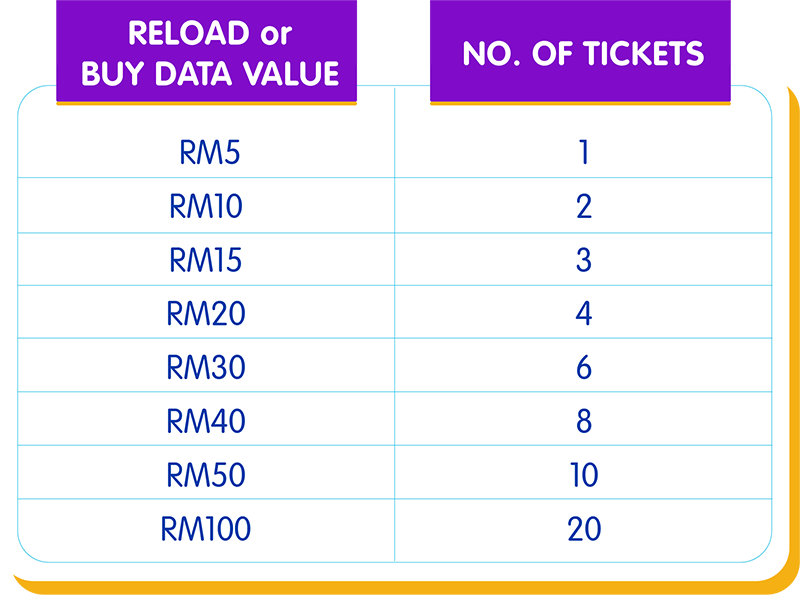 RELOAD or
BUY DATA VALUE
NO. OF TICKETS
RM5 1
RM10 2
RM15 3
RM20 4
RM30 6
RM40 8
RM50 10
RM100 20